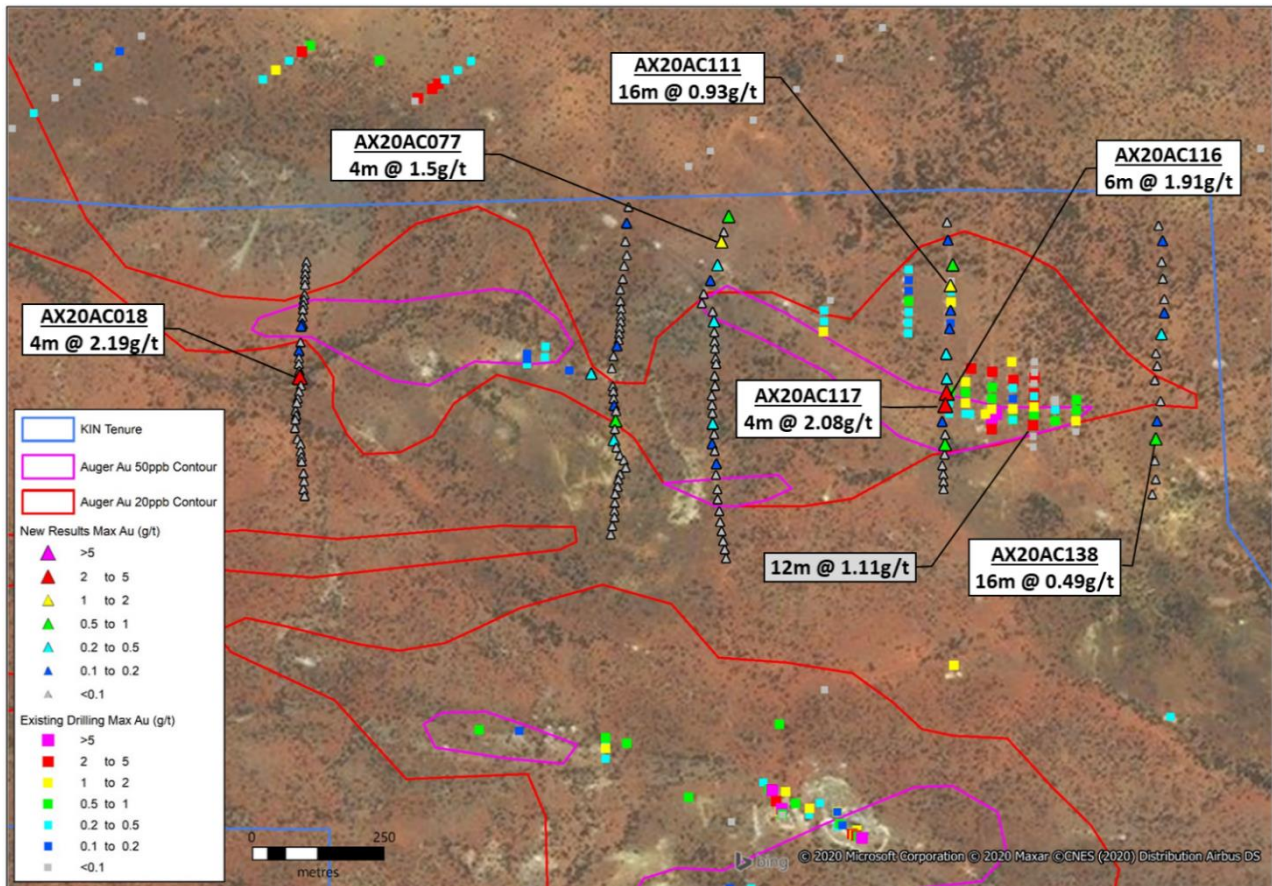 AX20AC111
16m @ 0.93g/t
AX20AC077
4m @ 1.5g/t
AX20AC116
6m @ 1.91g/t
AX20AC018
4m @ 2.19g/t
AX20AC117
4m @ 2.08g/t
12m @ 1.11g/t
AX20AC138
16m @ 0.49g/t
KIN Tenure
Auger Au 50ppb Contour
Auger Au 20ppb Contour
New Results Max Au (g/t)
>5
2 to 5
1 to 2
0.5 to 1
0.2 to 0.5
0.1 to 0.2
<0.1
Existing Drilling Max Au (g/t)
>5
2 to 5
1 to 2
0.5 to 1
0.2 to 0.5
0.1 to 0.2
<0.1
0 250
metres
bing © 2020 Microsoft Corporation © 2020 Maxar ©CNES (2020) Distribution Airbus DS